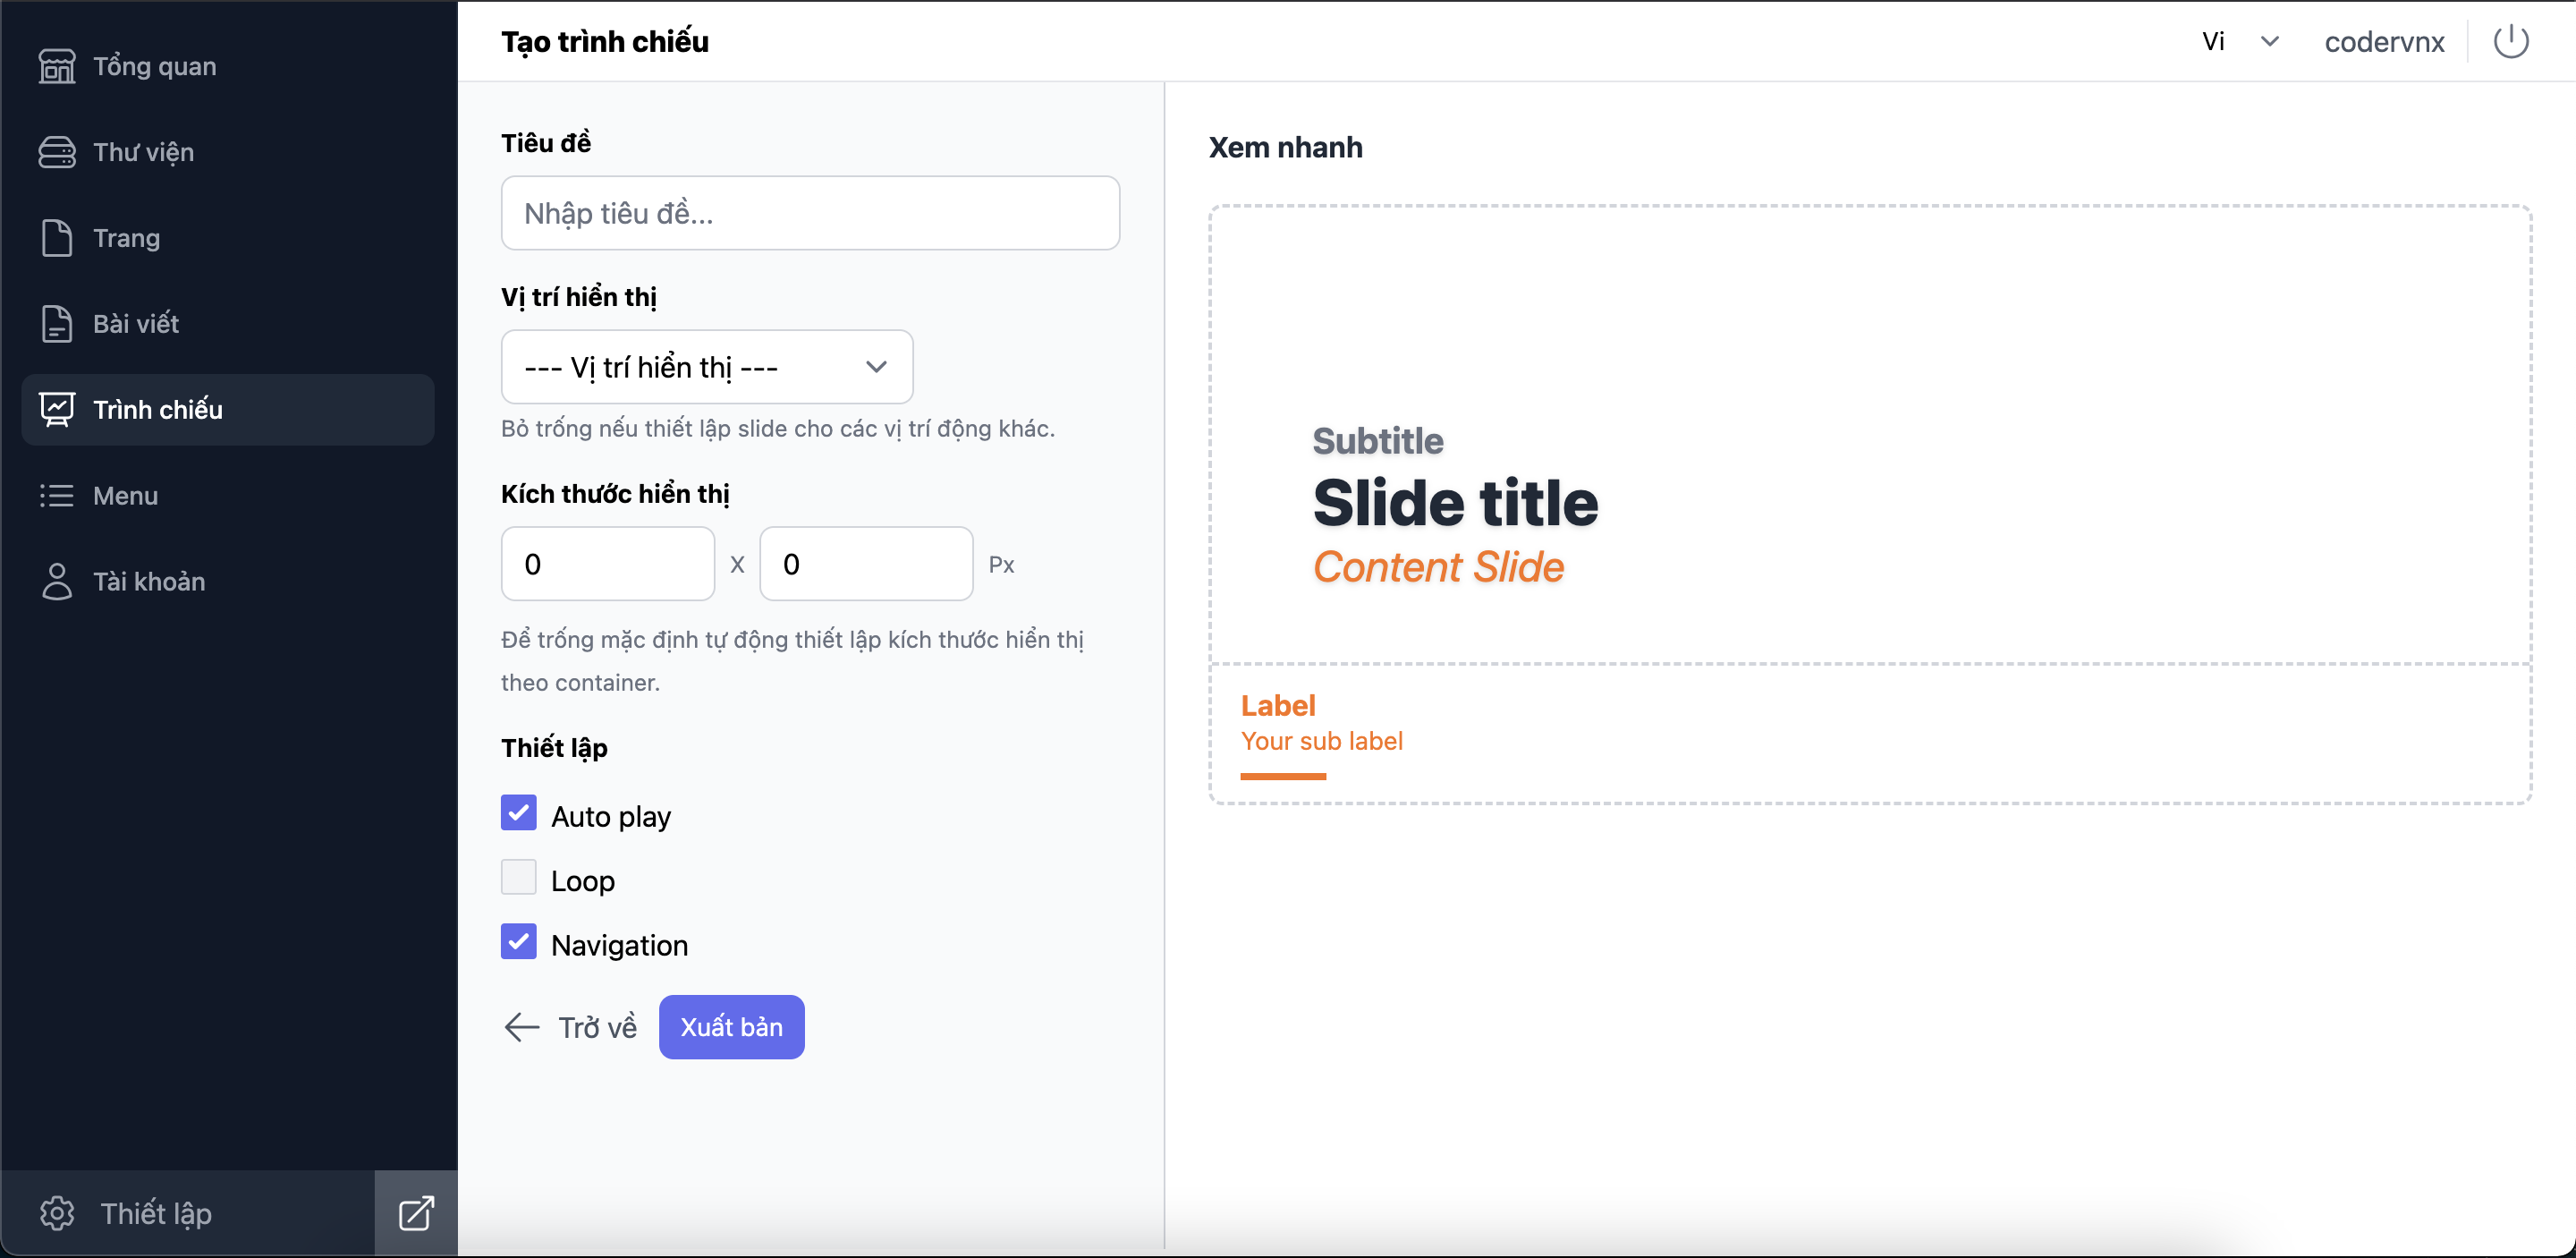 Tổng quan
Thư viện
Trang
Bài viết
Trình chiếu
Menu
Tài khoản
Thiết lập
Tạo trình chiếu
Vi
codervnx
Tiêu đề
Nhập tiêu đề...
Vị trí hiển thị
--- Vị trí hiển thị ---
Bỏ trống nếu thiết lập slide cho các vị trí động khác.
Kích thước hiển thị
0 X 0 Px
Để trống mặc định tự động thiết lập kích thước hiển thị
theo container.
Thiết lập
Auto play
Loop
Navigation
Trở về
Xuất bản
Xem nhanh
Subtitle
Slide title
Content Slide
Label
Your sub label